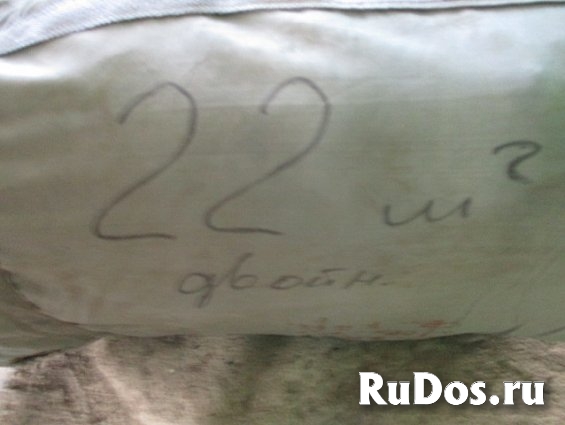 22 м²
двойн.
RuDos.ru